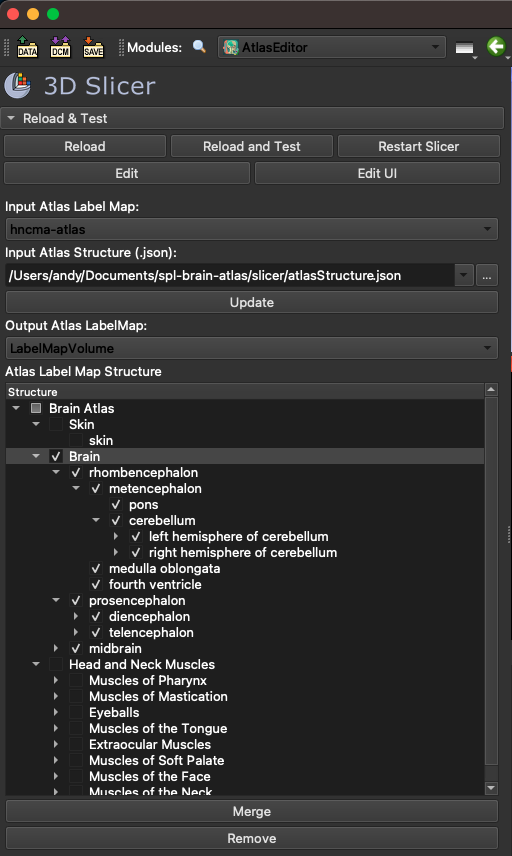 DATA DCM SAVE Modules: AtlasEditor
3D Slicer
Reload & Test
Reload Reload and Test Restart Slicer
Edit Edit UI
Input Atlas Label Map:
hncma-atlas
Input Atlas Structure (.json):
/Users/andy/Documents/spl-brain-atlas/slicer/atlasStructure.json ...
Update
Output Atlas LabelMap:
LabelMapVolume
Atlas Label Map Structure
Structure
Brain Atlas
Skin
skin
Brain
rhombencephalon
metencephalon
pons
cerebellum
left hemisphere of cerebellum
right hemisphere of cerebellum
medulla oblongata
fourth ventricle
prosencephalon
diencephalon
telencephalon
midbrain
Head and Neck Muscles
Muscles of Pharynx
Muscles of Mastication
Eyeballs
Muscles of the Tongue
Extraocular Muscles
Muscles of Soft Palate
Muscles of the Face
Muscles of the Neck
Merge
Remove